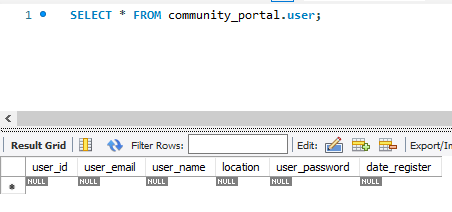 1 SELECT * FROM community_portal.user;
Result Grid Filter Rows: Edit: Export/Im
user_id user_email user_name location user_password date_register
* NULL NULL NULL NULL NULL NULL